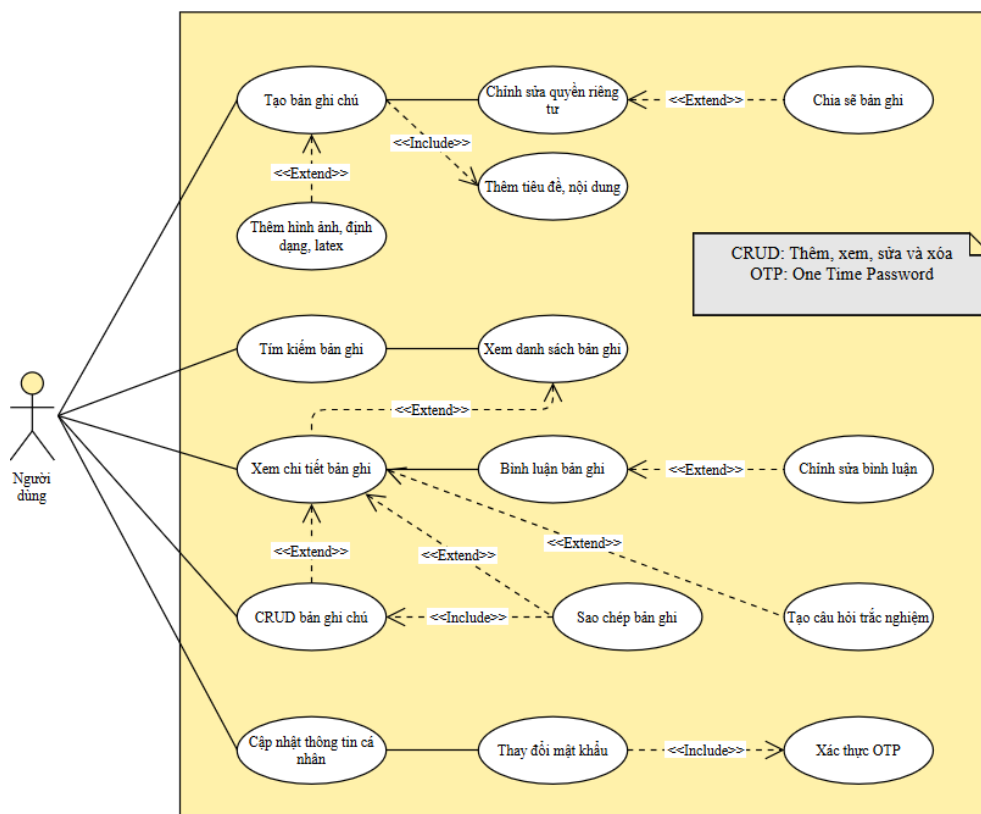 Tạo bản ghi chú
Chỉnh sửa quyền riêng
tư
<<Extend>>
Chia sẽ bản ghi
<<Include>>
<<Extend>>
Thêm tiêu đề, nội dung
Thêm hình ảnh, định
dạng, latex
CRUD: Thêm, xem, sửa và xóa
OTP: One Time Password
Tím kiếm bản ghi
Xem danh sách bản ghi
<<Extend>>
Người
dùng
Xem chi tiết bản ghi
Bình luận bản ghi
<<Extend>>
Chỉnh sửa bình luận
<<Extend>>
<<Extend>>
<<Extend>>
CRUD bản ghi chú
<<Include>>
Sao chép bản ghi
Tạo câu hỏi trắc nghiệm
Cập nhật thông tin cá
nhân
Thay đổi mật khẩu
<<Include>>
Xác thực OTP